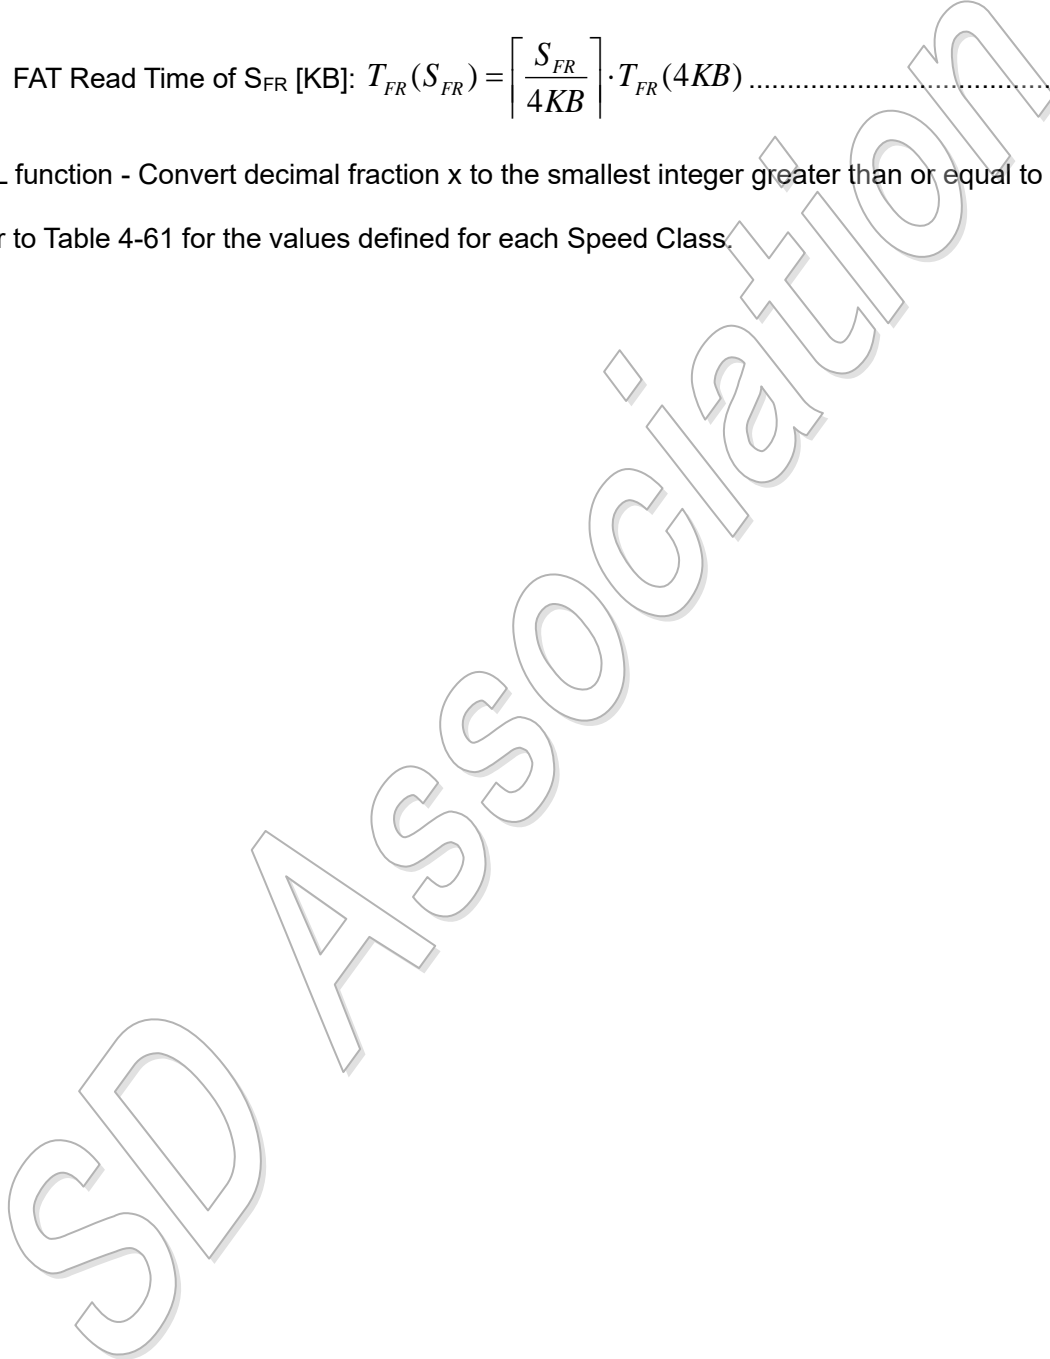 FAT Read Time of S_FR [KB]: T_FR(S_FR) = ⌈S_FR / 4KB⌉ · T_FR(4KB) ........................................
L function - Convert decimal fraction x to the smallest integer greater than or equal to
r to Table 4-61 for the values defined for each Speed Class.
SD Association